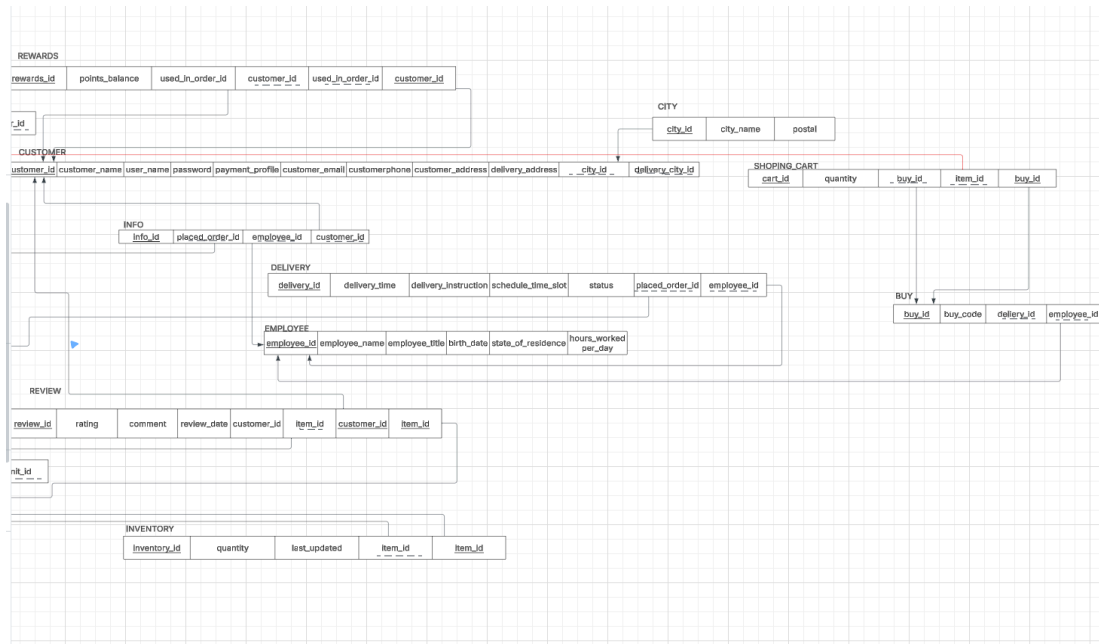 REWARDS
rewards_id points_balance used_in_order_id customer_id used_in_order_id customer_id
r_id
CITY
city_id city_name postal
CUSTOMER
customer_id customer_name user_name password payment_profile customer_email customerphone customer_address delivery_address city_id delivery_city_id
SHOPING_CART
cart_id quantity buy_id item_id buy_id
INFO
info_id placed_order_id employee_id customer_id
DELIVERY
delivery_id delivery_time delivery_instruction schedule_time_slot status placed_order_id employee_id
BUY
buy_id buy_code deliery_id employee_id
EMPLOYEE
employee_id employee_name employee_title birth_date state_of_residence hours_worked
per_day
REVIEW
review_id rating comment review_date customer_id item_id customer_id item_id
nit_id
INVENTORY
inventory_id quantity last_updated item_id item_id